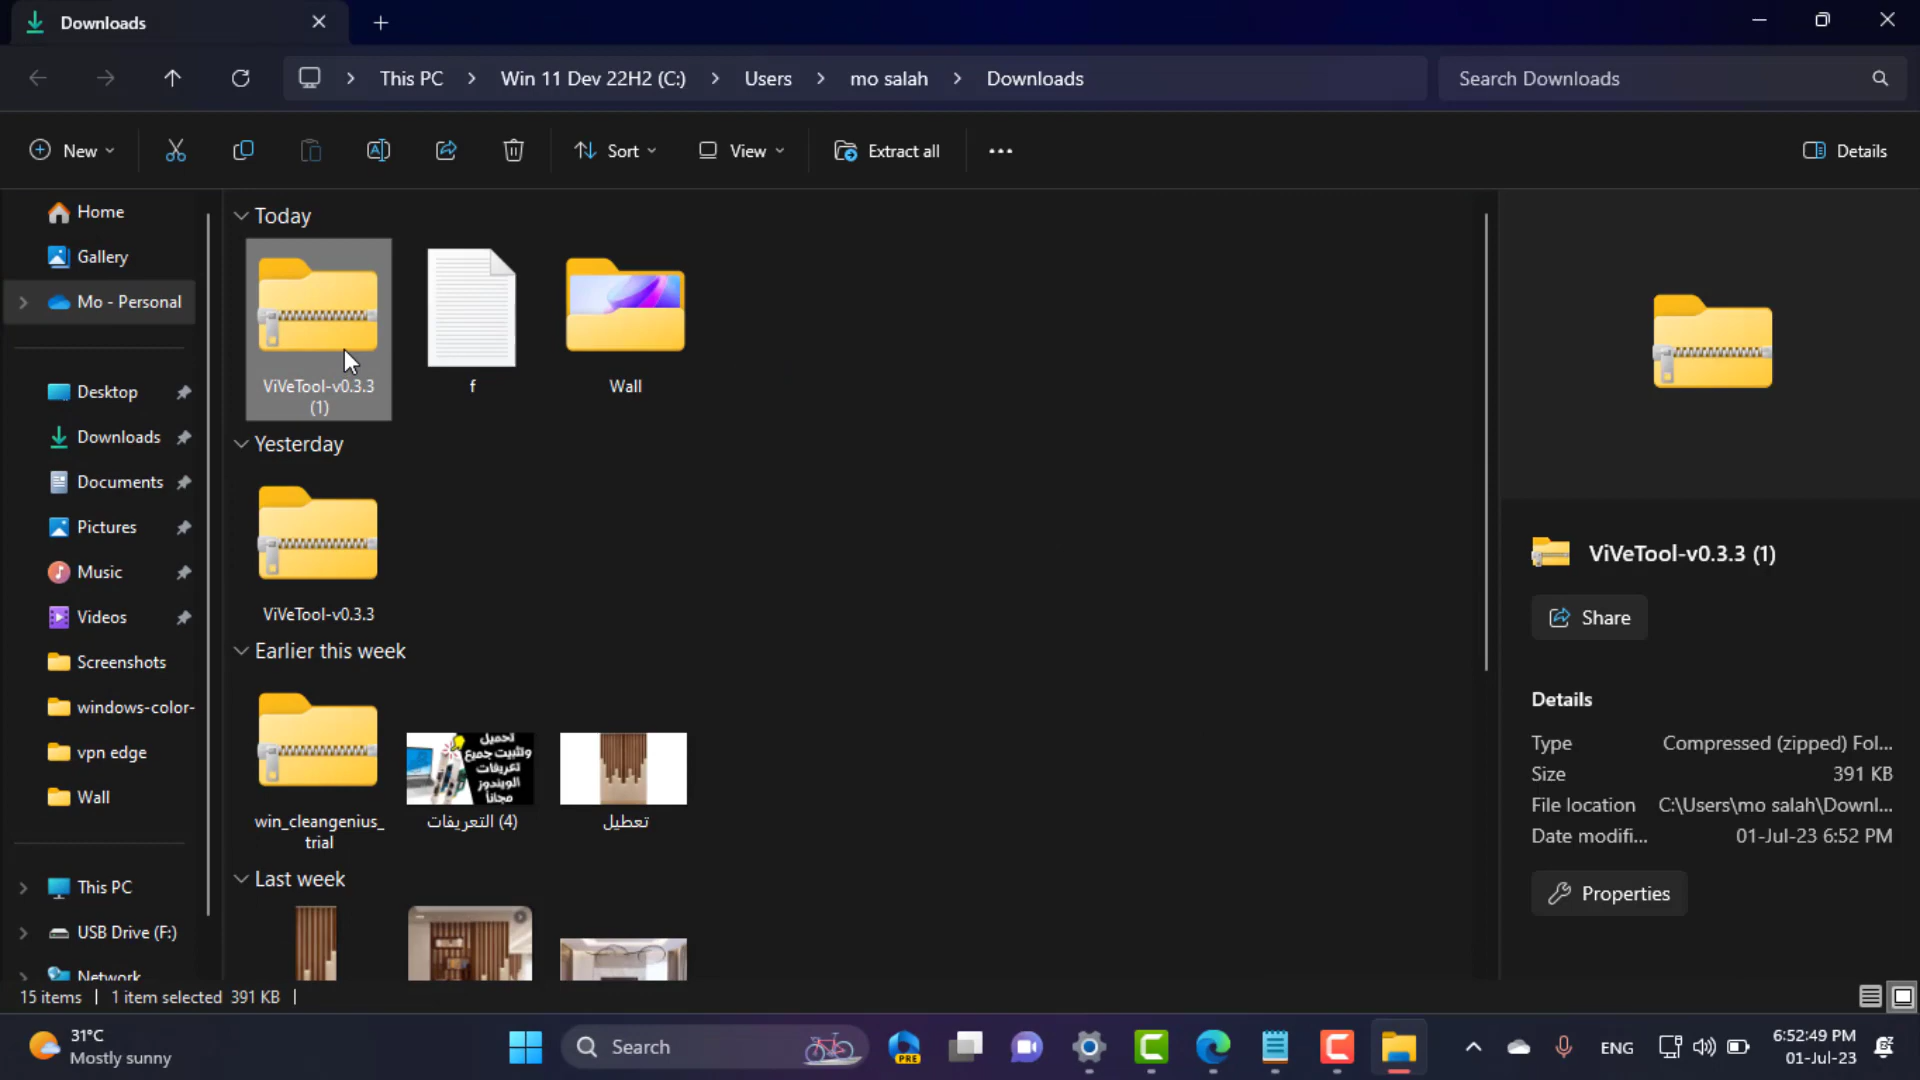 Downloads
This PC > Win 11 Dev 22H2 (C:) > Users > mo salah > Downloads
Search Downloads
New
Sort
View
Extract all
Details
Home
Gallery
Mo - Personal
Desktop
Downloads
Documents
Pictures
Music
Videos
Screenshots
windows-color-
vpn edge
Wall
This PC
USB Drive (F:)
Network
Today
ViVeTool-v0.3.3
(1)
f
Wall
Yesterday
ViVeTool-v0.3.3
Earlier this week
تحميل
وتثبيت جميع
تعريفات
الويندوز
مجاناً
win_cleangenius_
trial
التعريفات (4)
تعطيل
Last week
ViVeTool-v0.3.3 (1)
Share
Details
Type Compressed (zipped) Fol...
Size 391 KB
File location C:\Users\mo salah\Downl...
Date modifi... 01-Jul-23 6:52 PM
Properties
15 items | 1 item selected 391 KB |
31°C
Mostly sunny
Search
PRE
ENG
6:52:49 PM
01-Jul-23